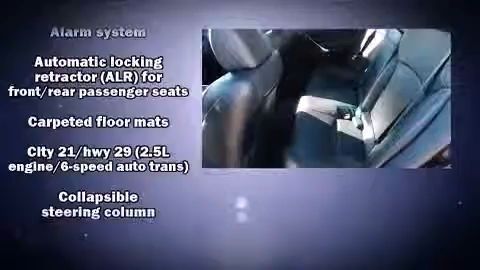 Alarm system
Automatic locking
retractor (ALR) for
front/rear passenger seats
Carpeted floor mats
City 21/hwy 29 (2.5L
engine/6-speed auto trans)
Collapsible
steering column